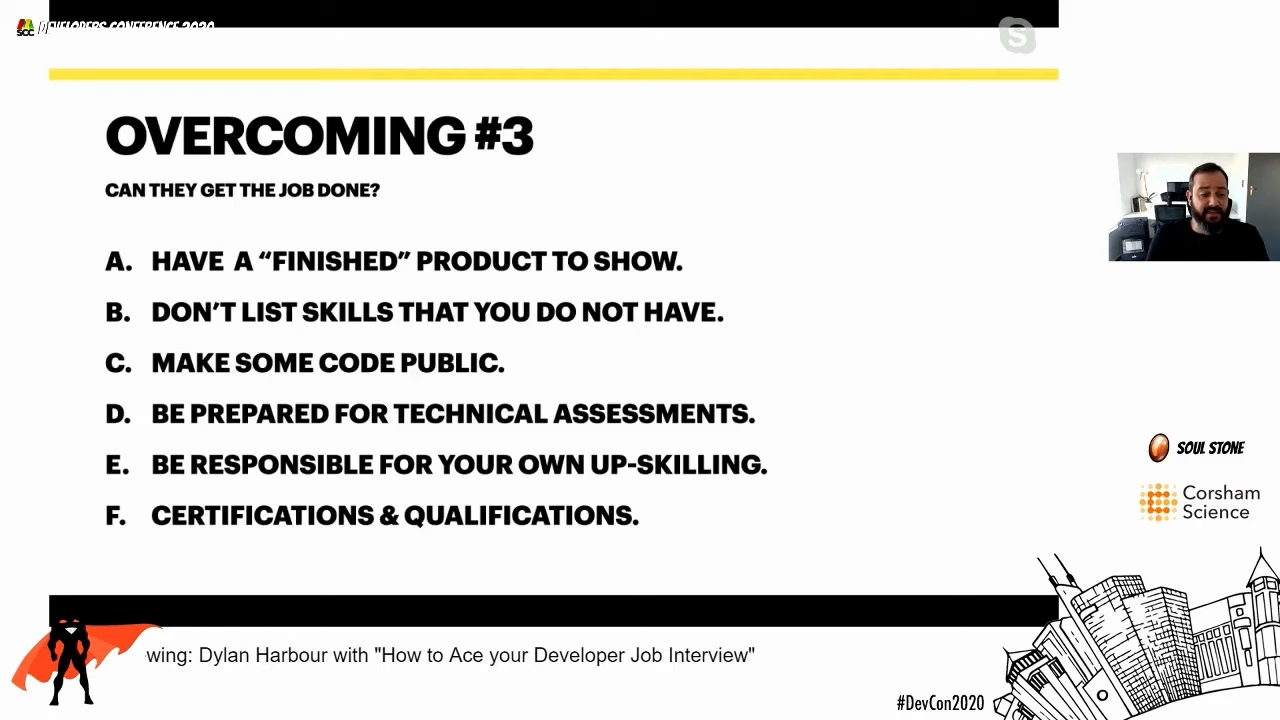 SCC DEVELOPERS CONFERENCE 2020
S
OVERCOMING #3
CAN THEY GET THE JOB DONE?
A. HAVE A “FINISHED” PRODUCT TO SHOW.
B. DON’T LIST SKILLS THAT YOU DO NOT HAVE.
C. MAKE SOME CODE PUBLIC.
D. BE PREPARED FOR TECHNICAL ASSESSMENTS.
E. BE RESPONSIBLE FOR YOUR OWN UP-SKILLING.
F. CERTIFICATIONS & QUALIFICATIONS.
SOUL STONE
Corsham
Science
wing: Dylan Harbour with "How to Ace your Developer Job Interview"
#DevCon2020